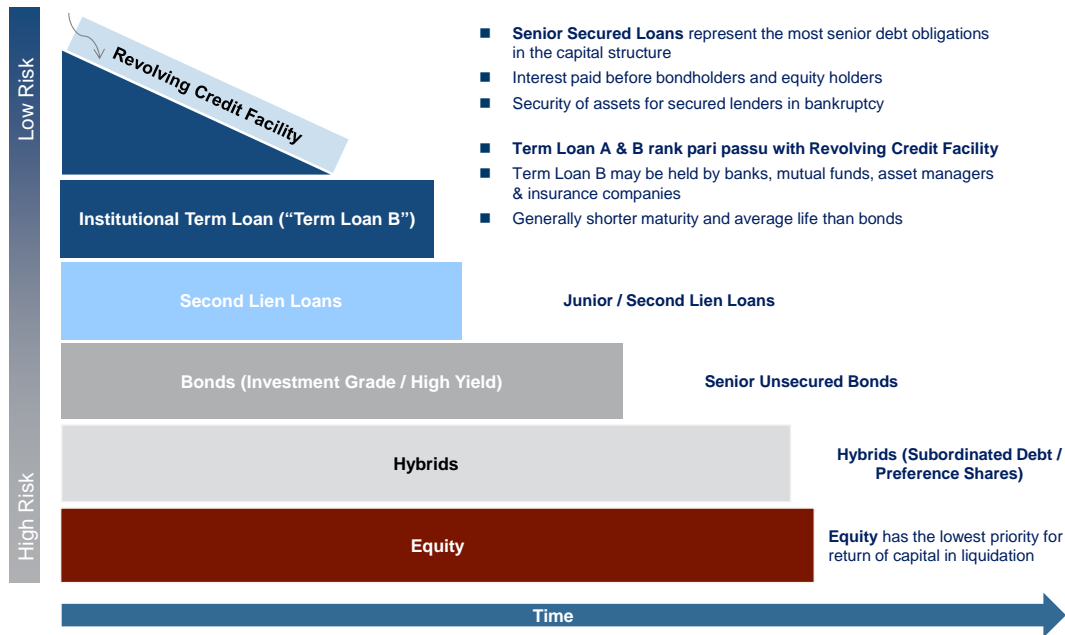 Low Risk
High Risk
Revolving Credit Facility
Institutional Term Loan (“Term Loan B”)
Second Lien Loans
Bonds (Investment Grade / High Yield)
Hybrids
Equity
Senior Secured Loans represent the most senior debt obligations
in the capital structure
Interest paid before bondholders and equity holders
Security of assets for secured lenders in bankruptcy
Term Loan A & B rank pari passu with Revolving Credit Facility
Term Loan B may be held by banks, mutual funds, asset managers
& insurance companies
Generally shorter maturity and average life than bonds
Junior / Second Lien Loans
Senior Unsecured Bonds
Hybrids (Subordinated Debt /
Preference Shares)
Equity has the lowest priority for
return of capital in liquidation
Time